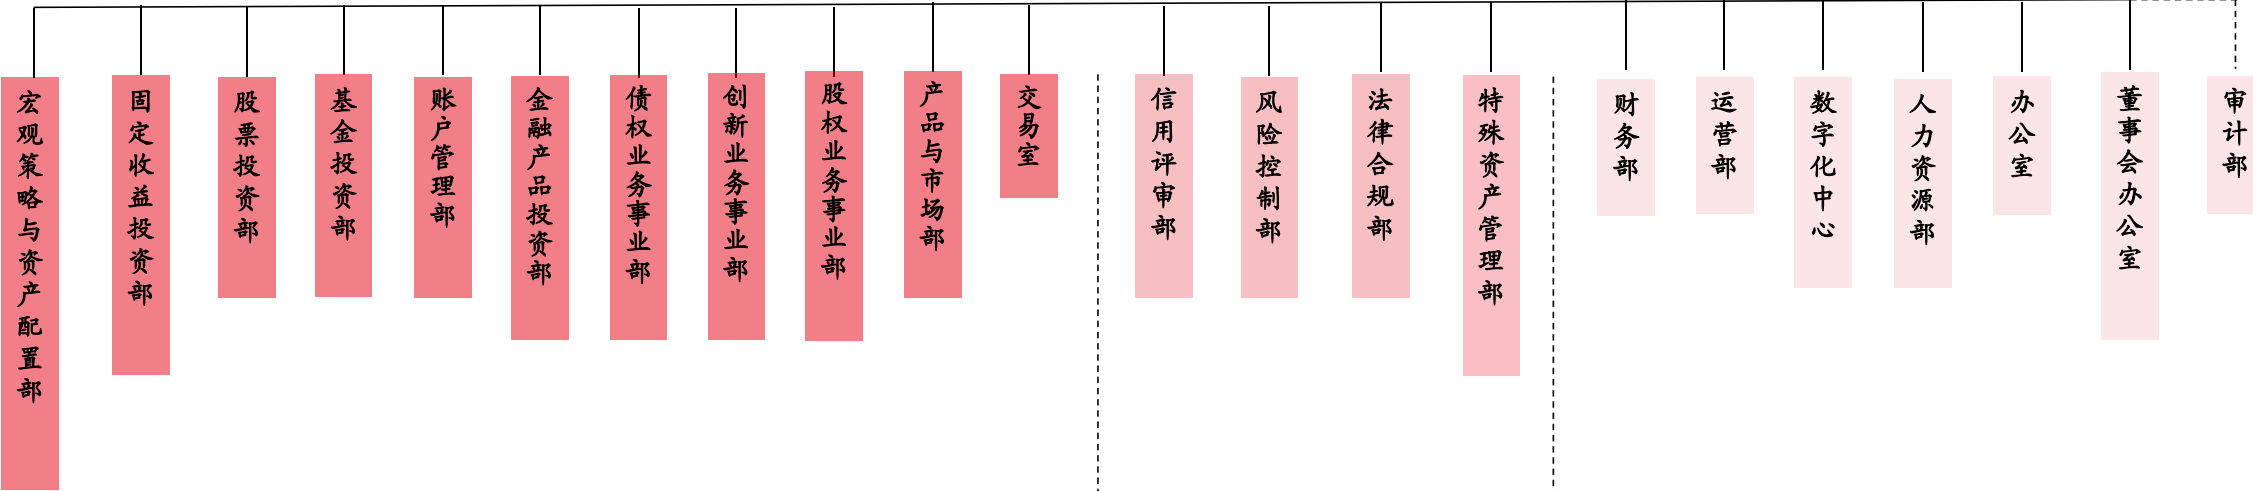 宏观策略与资产配置部
固定收益投资部
股票投资部
基金投资部
账户管理部
金融产品投资部
债权业务事业部
创新业务事业部
股权业务事业部
产品与市场部
交易室
信用评审部
风险控制部
法律合规部
特殊资产管理部
财务部
运营部
数字化中心
人力资源部
办公室
董事会办公室
审计部